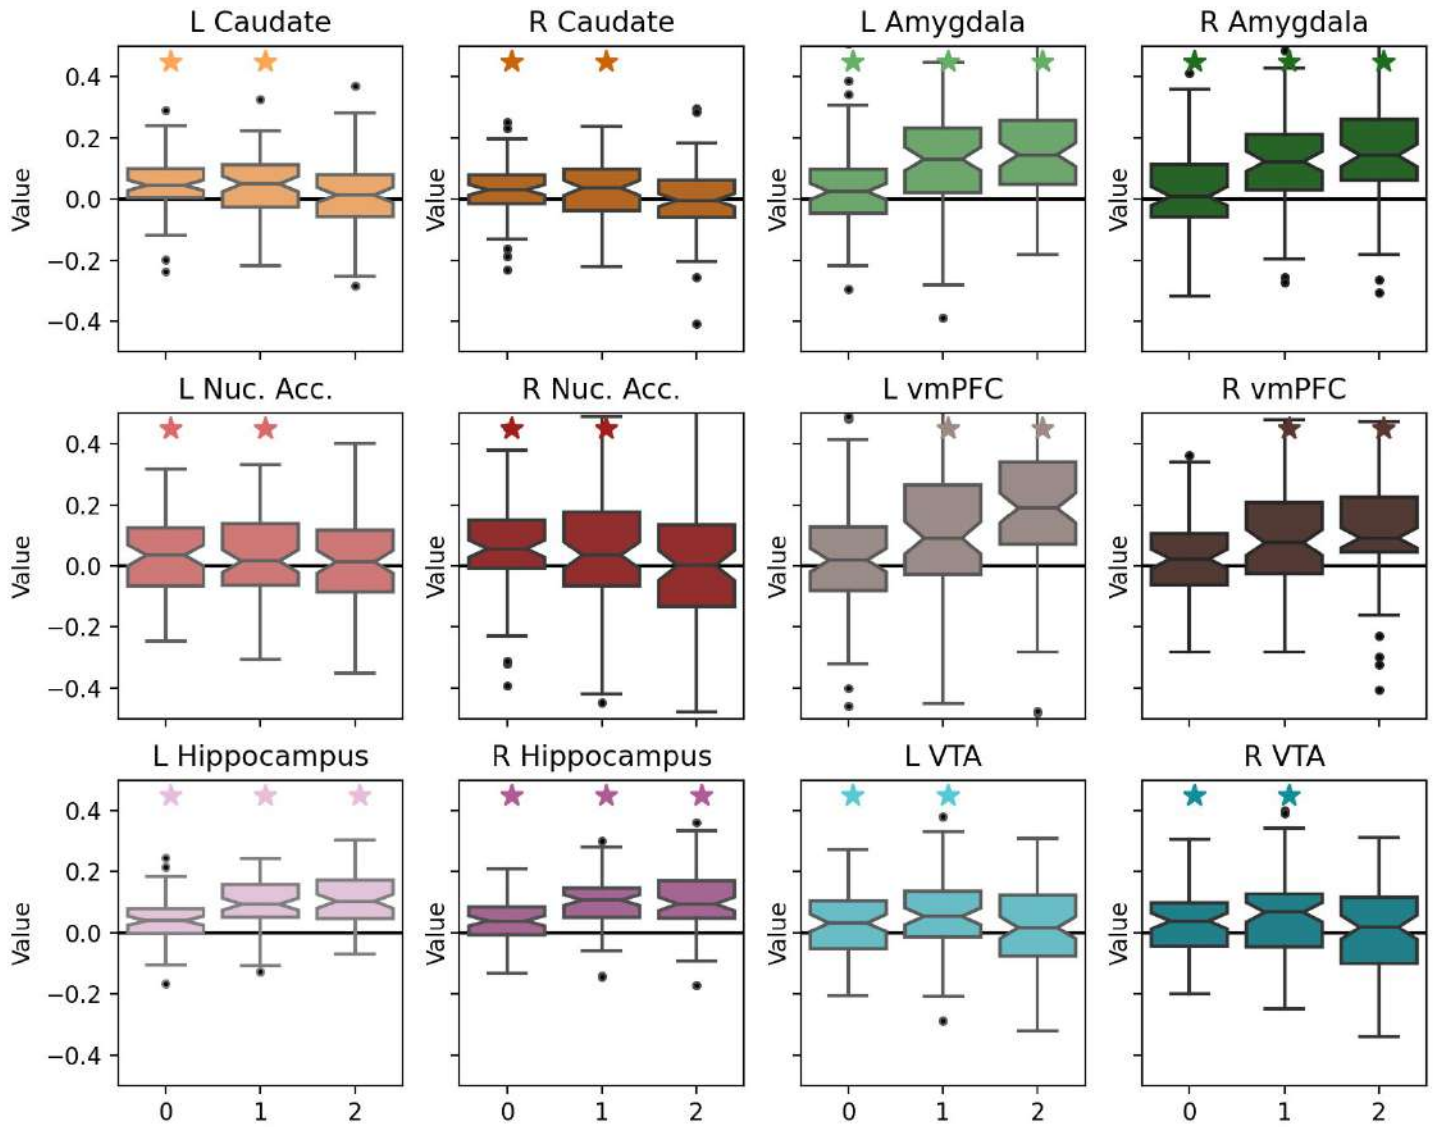 L Caudate R Caudate L Amygdala R Amygdala
0.4
0.2
0.0
−0.2
−0.4
Value Value Value Value
L Nuc. Acc. R Nuc. Acc. L vmPFC R vmPFC
0.4
0.2
0.0
−0.2
−0.4
Value Value Value Value
L Hippocampus R Hippocampus L VTA R VTA
0.4
0.2
0.0
−0.2
−0.4
Value Value Value Value
0 1 2 0 1 2 0 1 2 0 1 2